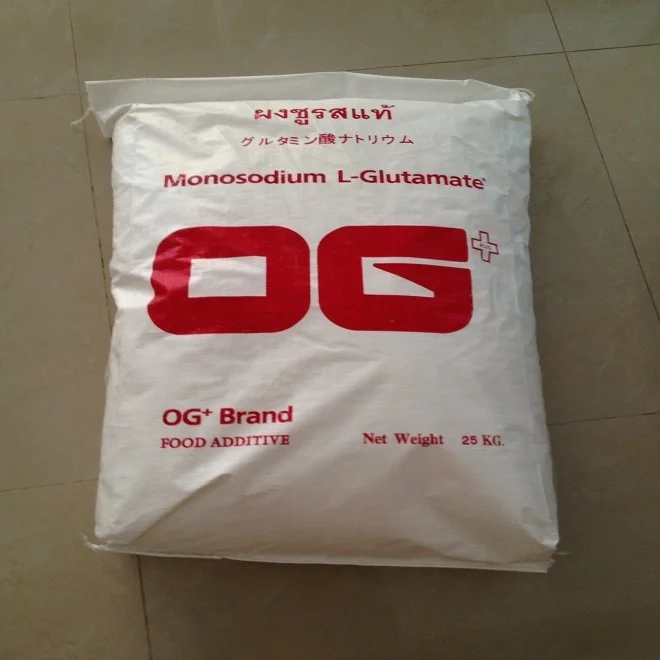 ผงชูรสแท้
グルタミン酸ナトリウム
Monosodium L-Glutamate
OG
PLUS
OG+ Brand
FOOD ADDITIVE Net Weight 25 KG.